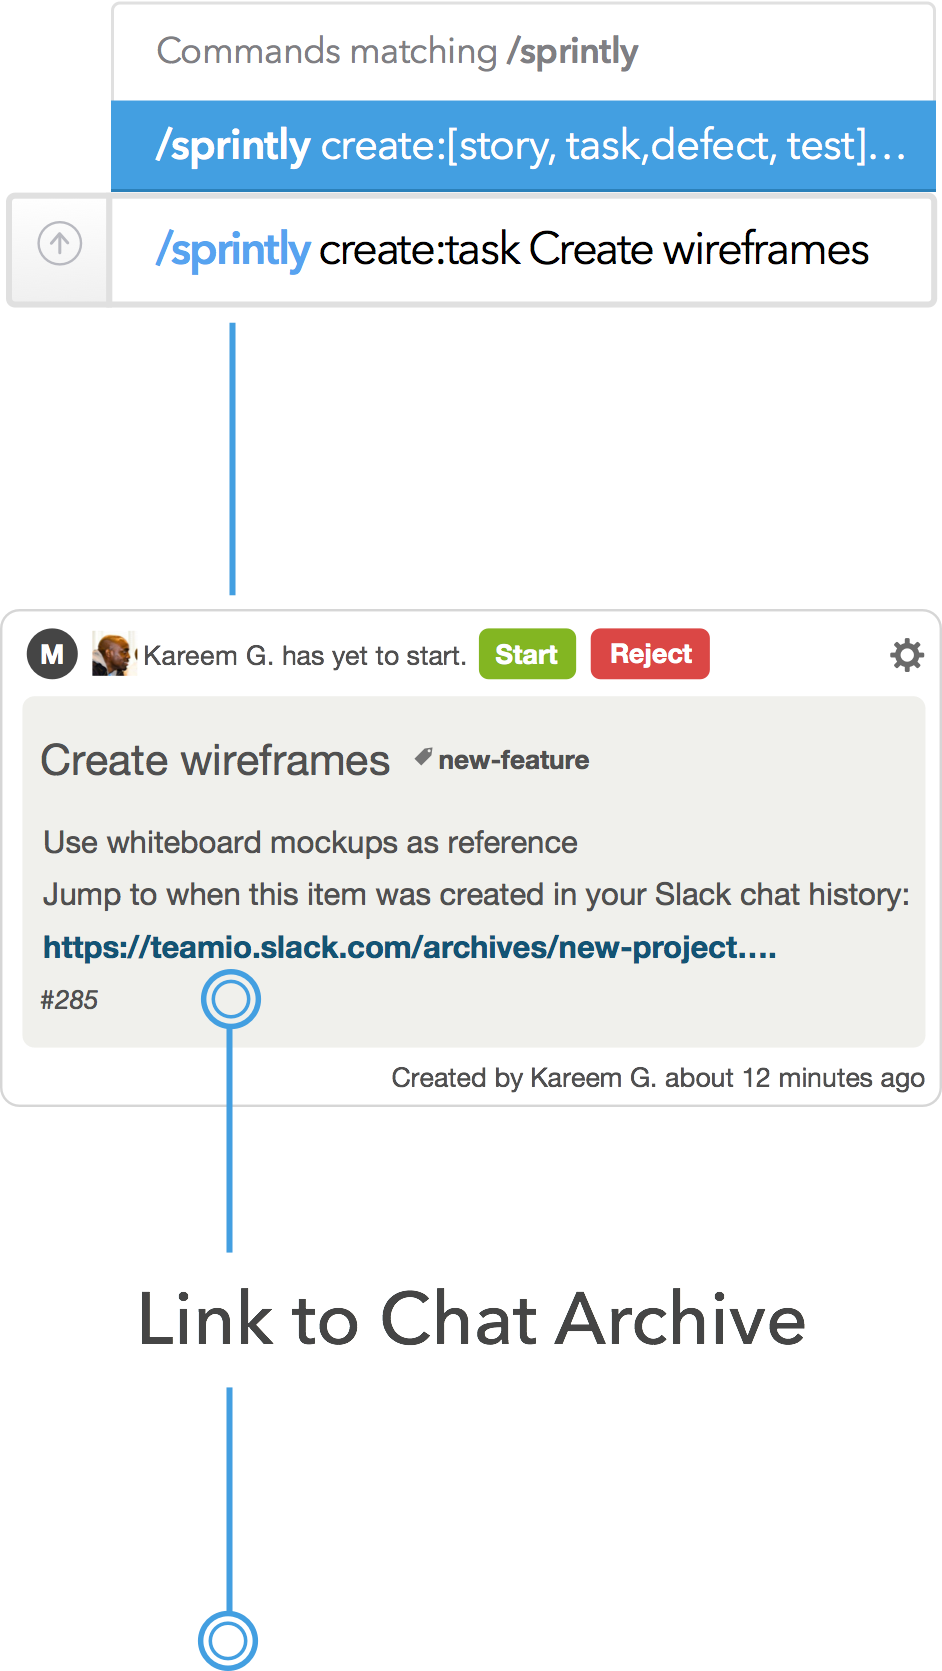 Commands matching /sprintly
/sprintly create:[story, task,defect, test]...
/sprintly create:task Create wireframes
M Kareem G. has yet to start. Start Reject
Create wireframes new-feature
Use whiteboard mockups as reference
Jump to when this item was created in your Slack chat history:
https://teamio.slack.com/archives/new-project....
#285
Created by Kareem G. about 12 minutes ago
Link to Chat Archive